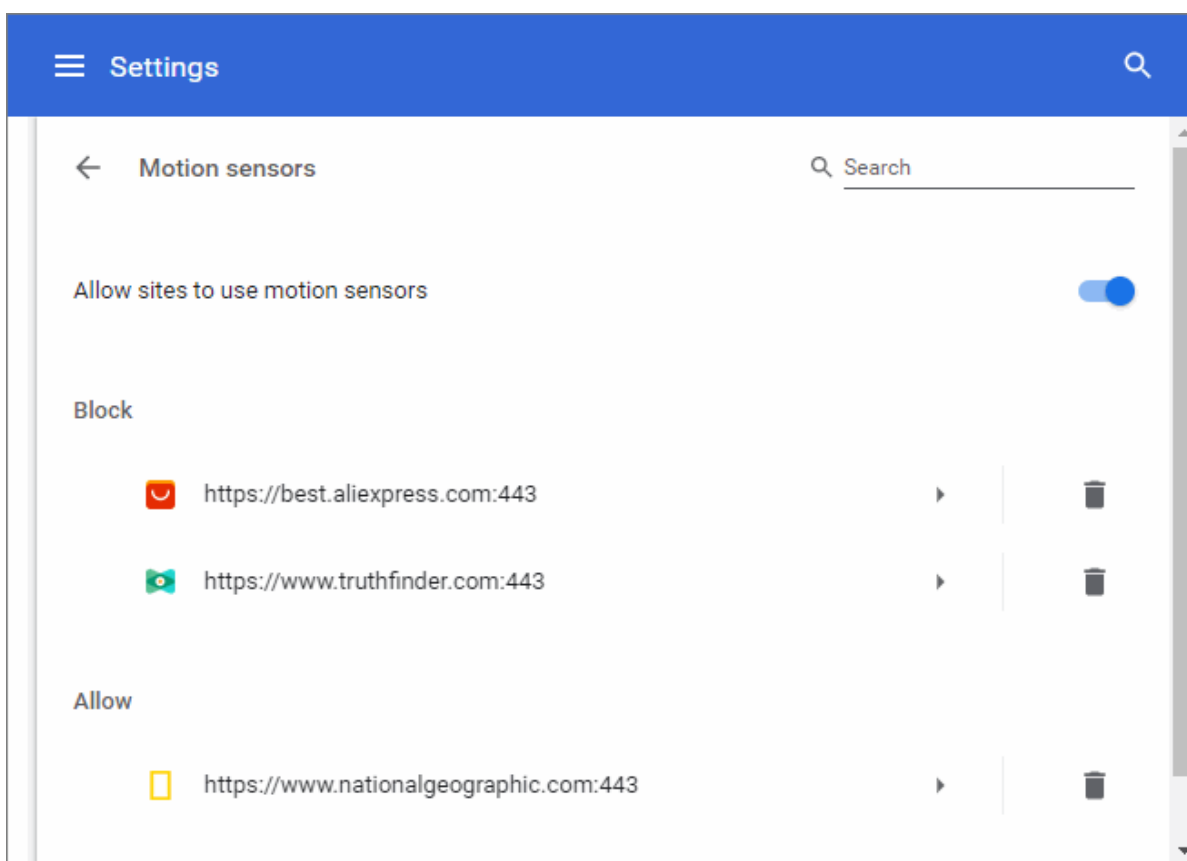 Settings
Motion sensors
Search
Allow sites to use motion sensors
Block
https://best.aliexpress.com:443
https://www.truthfinder.com:443
Allow
https://www.nationalgeographic.com:443